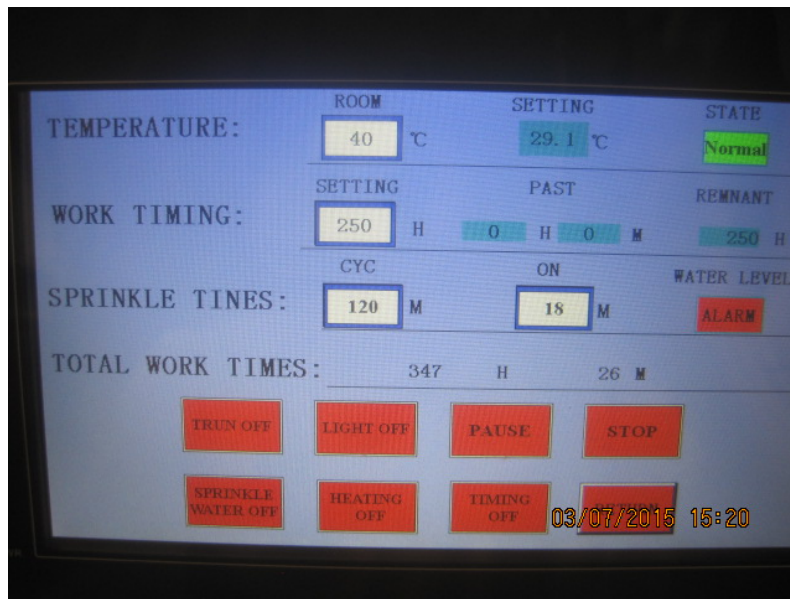 ROOM SETTING STATE
TEMPERATURE: 40 ℃ 29.1 ℃ Normal
SETTING PAST REMNANT
WORK TIMING: 250 H 0 H 0 M 250 H
CYC ON WATER LEVEL
SPRINKLE TINES: 120 M 18 M ALARM
TOTAL WORK TIMES: 347 H 26 M
TRUN OFF LIGHT OFF PAUSE STOP
SPRINKLE HEATING TIMING
WATER OFF OFF OFF
03/07/2015 15:20